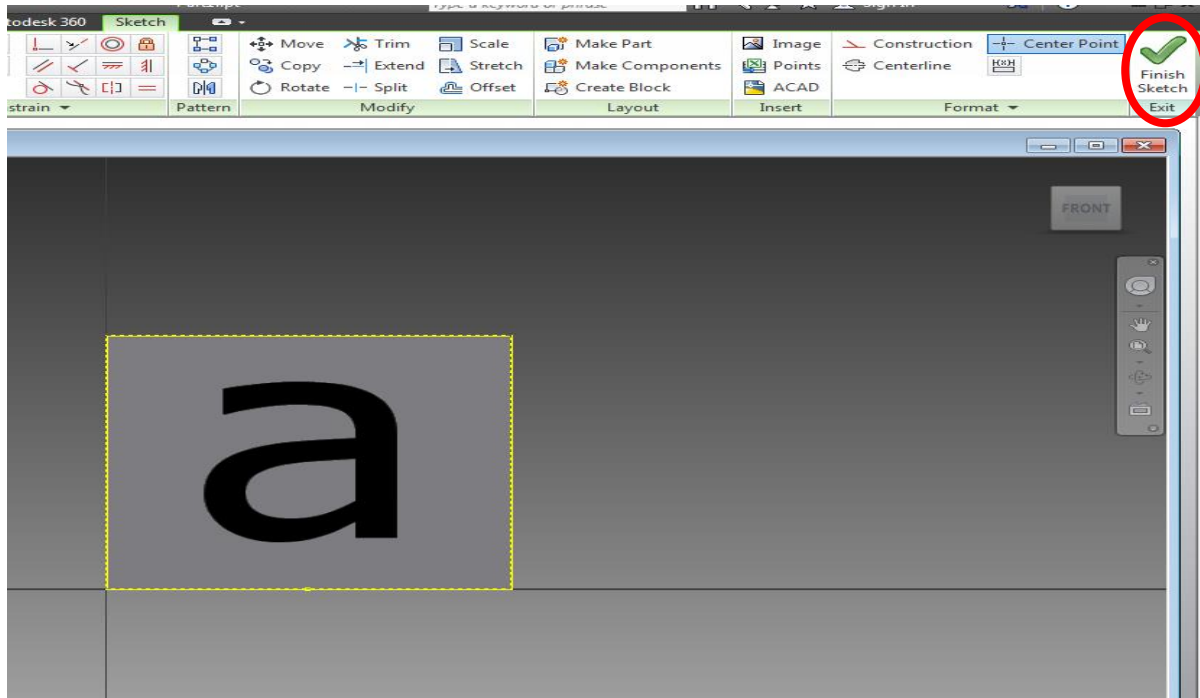 todesk 360 Sketch
Move Trim Scale Make Part Image Construction Center Point
Copy Extend Stretch Make Components Points Centerline
Rotate Split Offset Create Block ACAD
Finish
Sketch
strain Pattern Modify Layout Insert Format Exit
FRONT
a